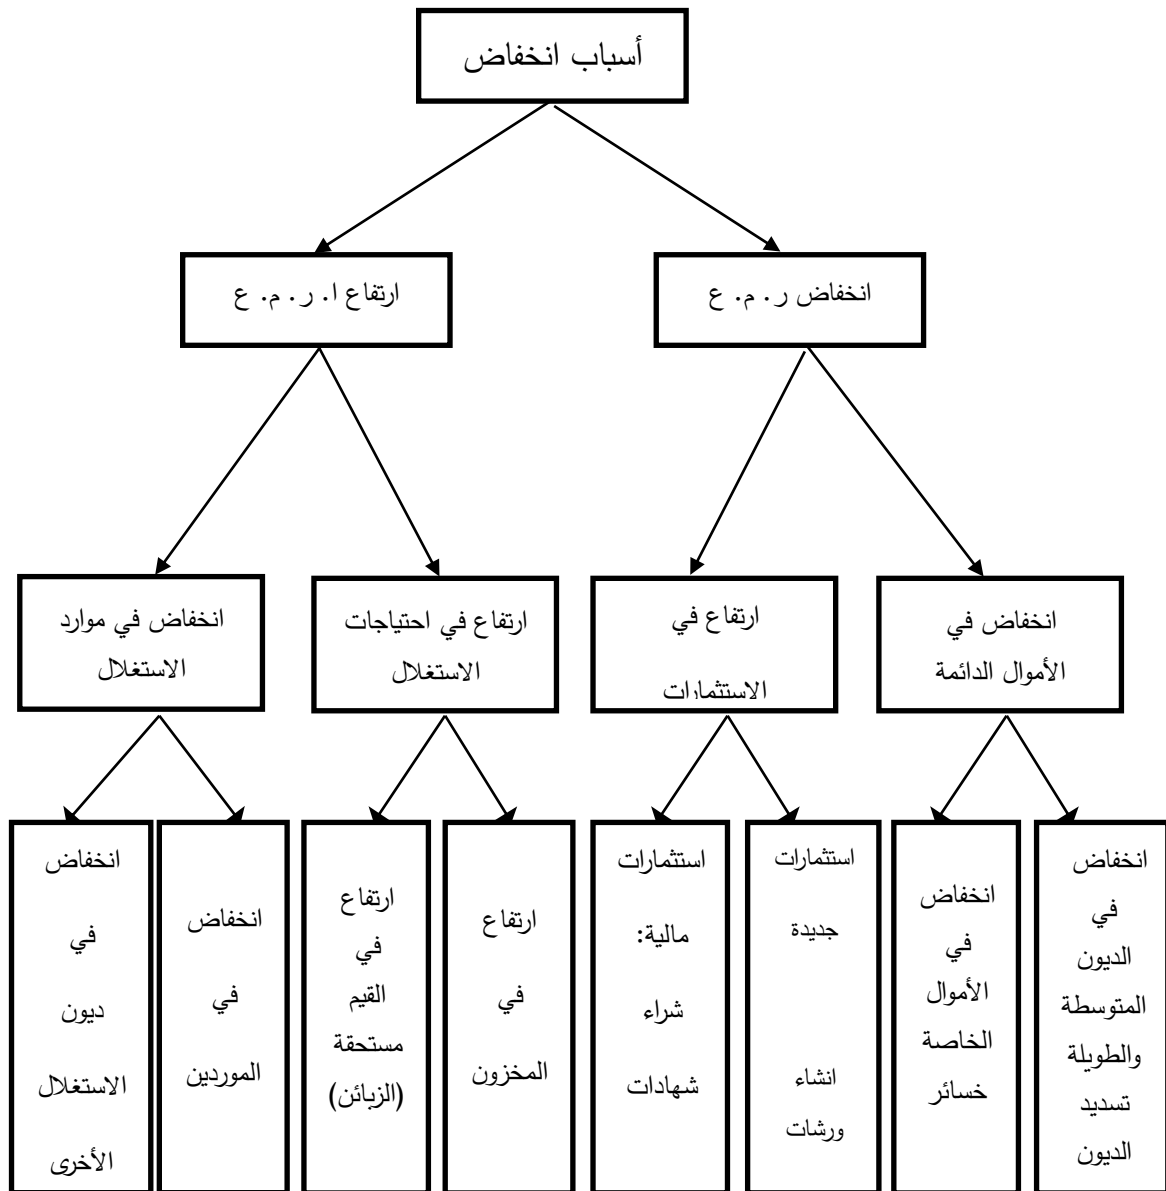 أسباب انخفاض
انخفاض ر. م. ع
ارتفاع ا. ر. م. ع
انخفاض في
الأموال الدائمة
ارتفاع في
الاستثمارات
ارتفاع في احتياجات
الاستغلال
انخفاض في موارد
الاستغلال
انخفاض
في
الديون
المتوسطة
والطويلة
تسديد
الديون
انخفاض
في
الأموال
الخاصة
خسائر
استثمارات
جديدة
انشاء
ورشات
استثمارات
مالية:
شراء
شهادات
ارتفاع
في
المخزون
ارتفاع
في
القيم
مستحقة
(الزبائن)
انخفاض
في
الموردين
انخفاض
في
ديون
الاستغلال
الأخرى